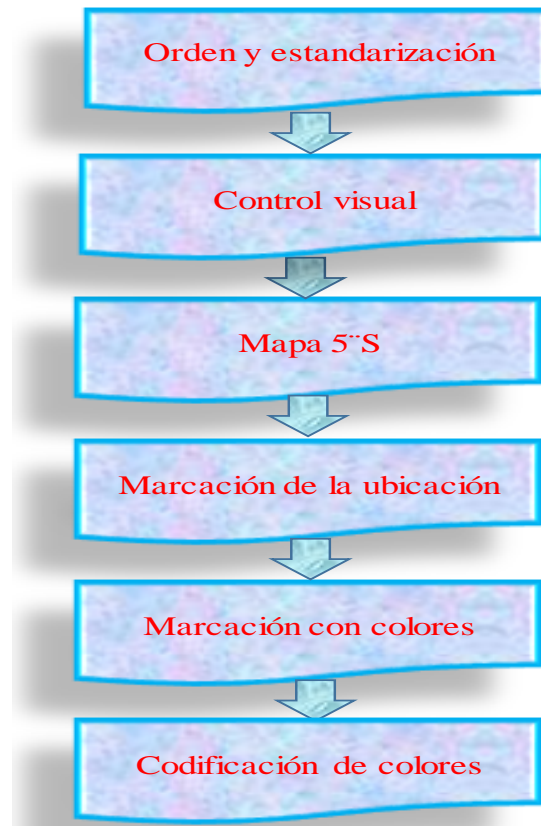 Orden y estandarización
Control visual
Mapa 5¨S
Marcación de la ubicación
Marcación con colores
Codificación de colores